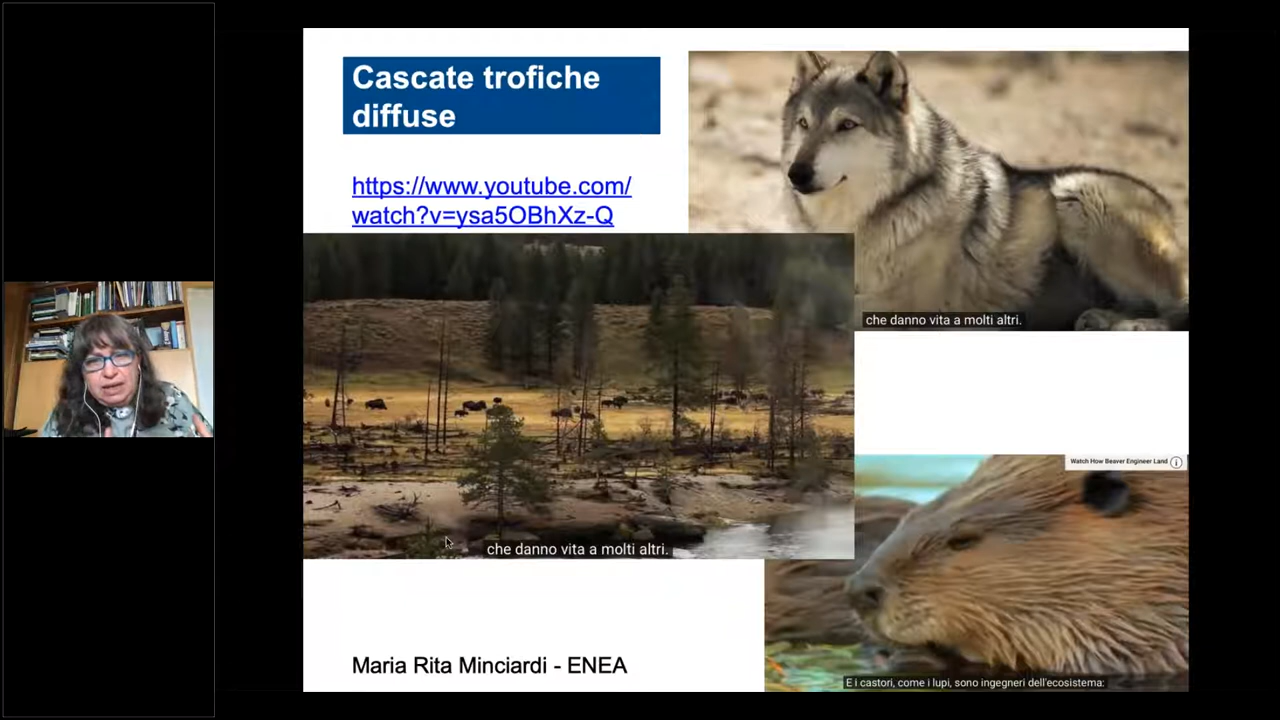 Cascate trofiche
diffuse
https://www.youtube.com/
watch?v=ysa5OBhXz-Q
che danno vita a molti altri.
che danno vita a molti altri.
Watch How Beaver Engineer Land
E i castori, come i lupi, sono ingegneri dell'ecosistema:
Maria Rita Minciardi - ENEA